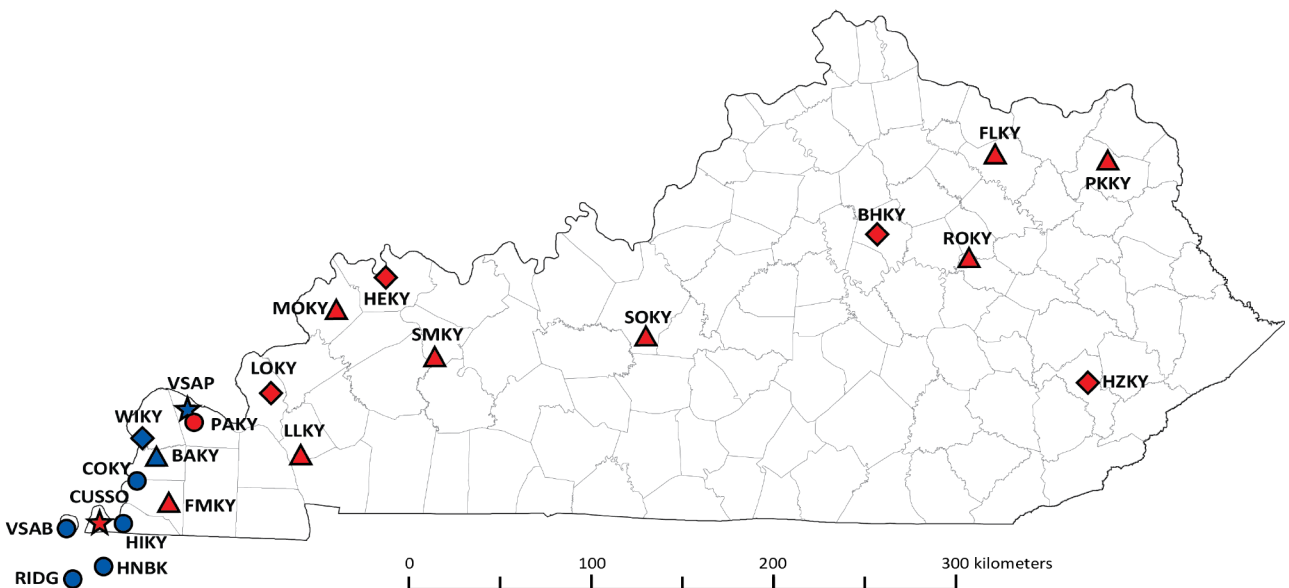 FLKY
PKKY
BHKY
ROKY
HEKY
MOKY
SOKY
SMKY
LOKY
VSAP
HZKY
WIKY
PAKY
LLKY
BAKY
COKY
CUSSO
FMKY
VSAB
HIKY
HNBK
RIDG
0 100 200 300 kilometers